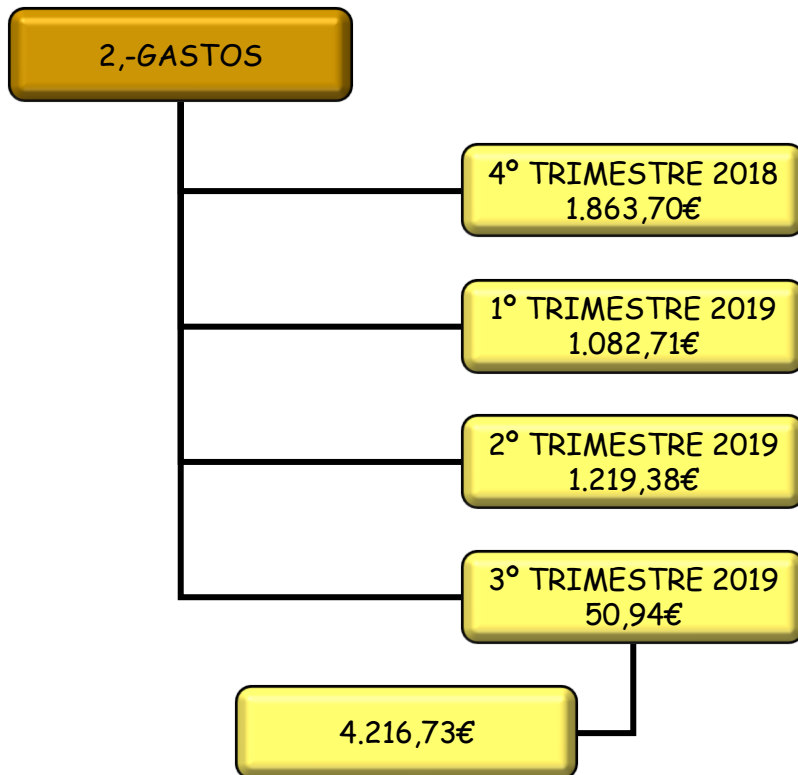 2,-GASTOS
4º TRIMESTRE 2018
1.863,70€
1º TRIMESTRE 2019
1.082,71€
2º TRIMESTRE 2019
1.219,38€
3º TRIMESTRE 2019
50,94€
4.216,73€